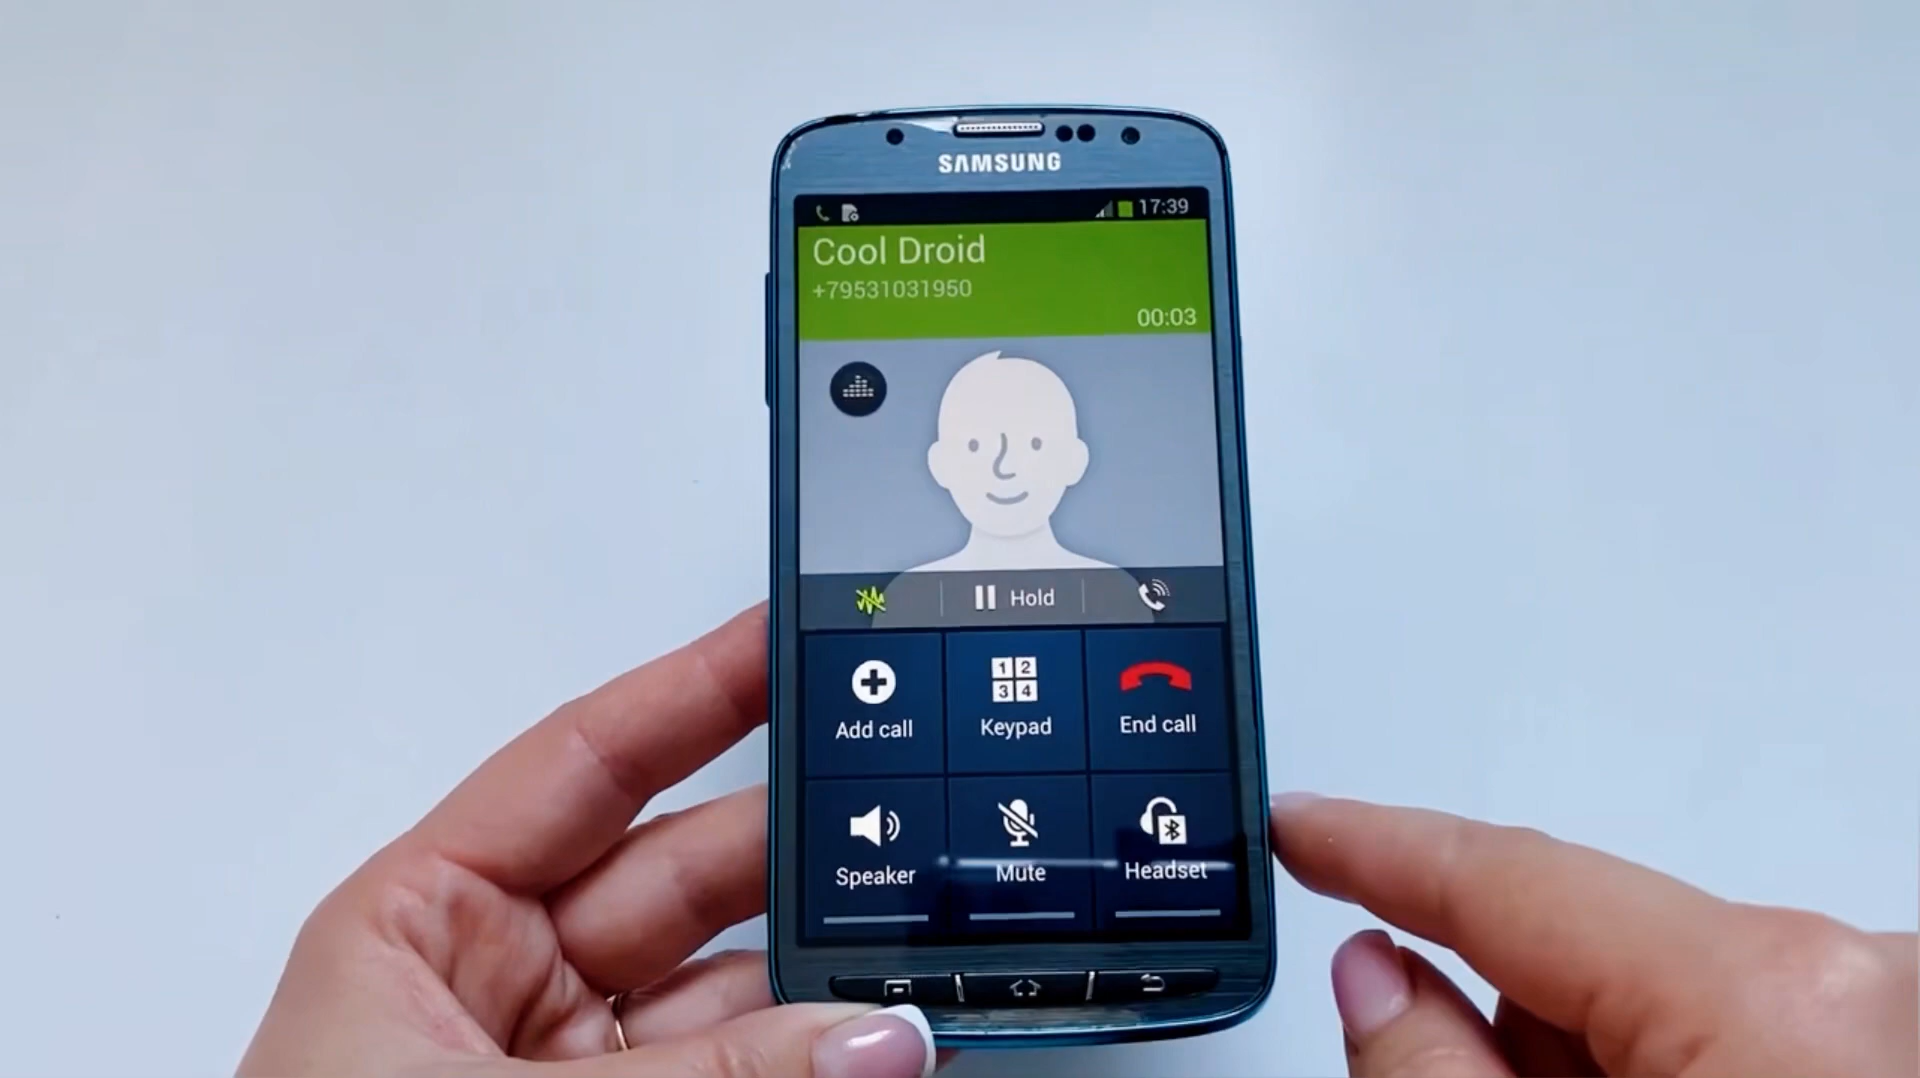 SAMSUNG
17:39
Cool Droid
+79531031950
00:03
Hold
Add call
1 2
3 4
Keypad
End call
Speaker
Mute
Headset